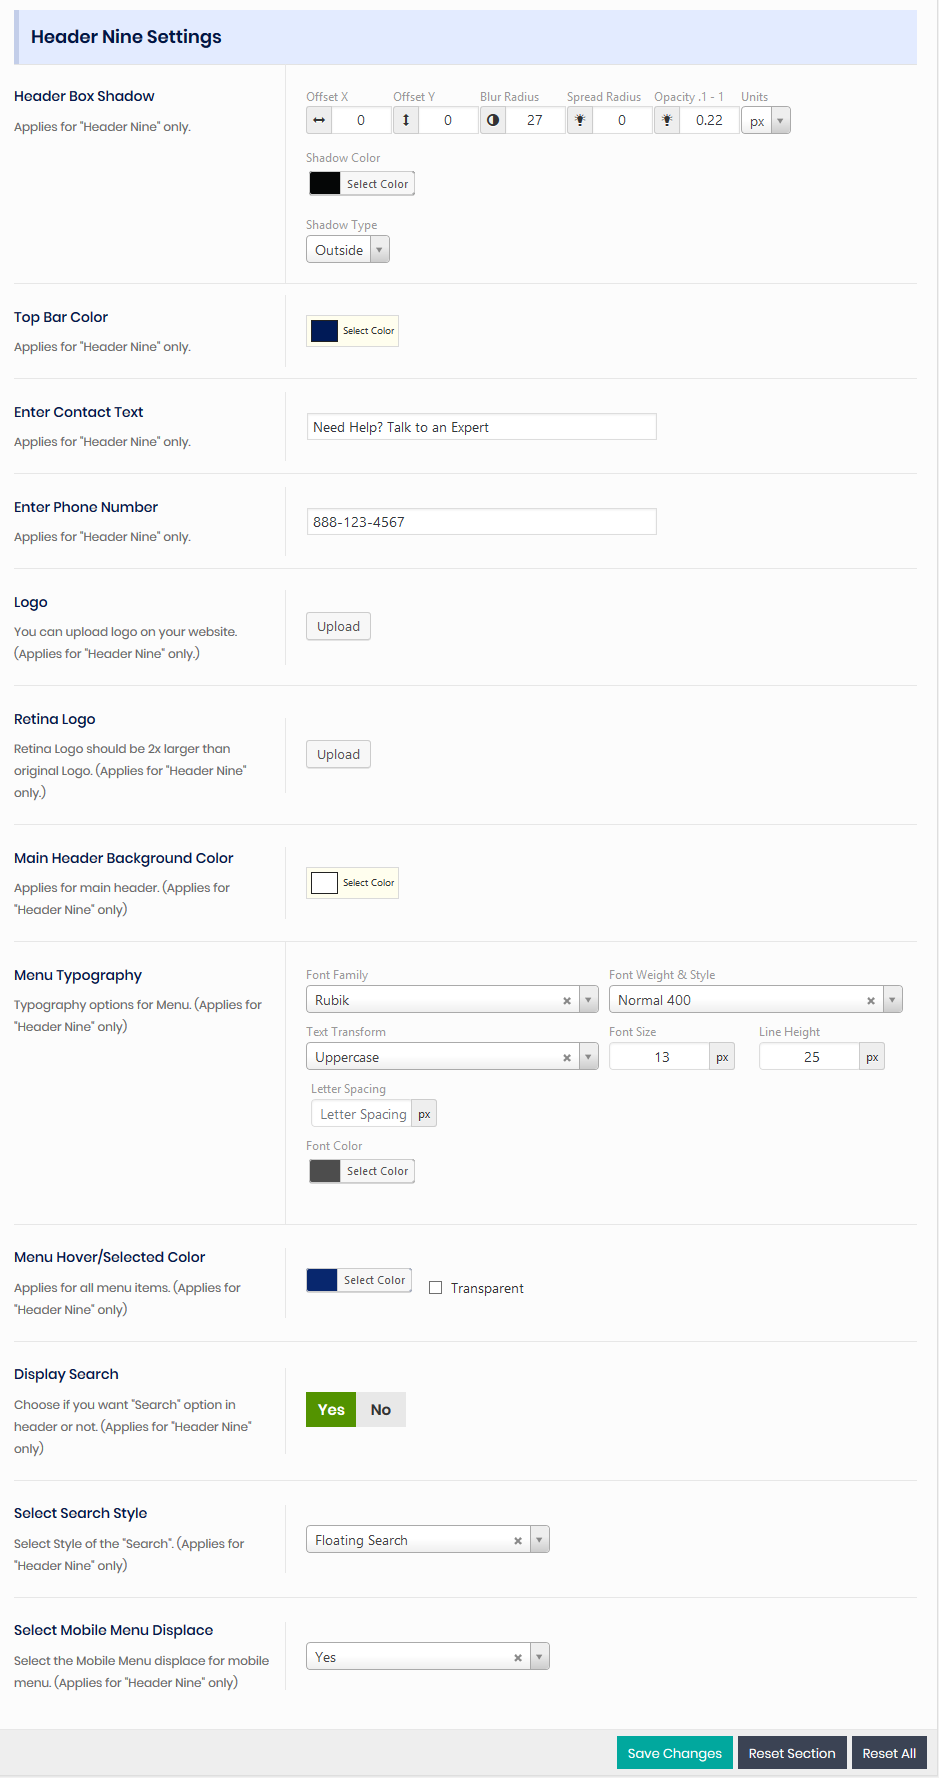 Header Nine Settings
Header Box Shadow
Applies for "Header Nine" only.
Offset X Offset Y Blur Radius Spread Radius Opacity .1 - 1 Units
0 0 27 0 0.22 px
Shadow Color
Select Color
Shadow Type
Outside
Top Bar Color
Applies for "Header Nine" only.
Select Color
Enter Contact Text
Applies for "Header Nine" only.
Need Help? Talk to an Expert
Enter Phone Number
Applies for "Header Nine" only.
888-123-4567
Logo
You can upload logo on your website.
(Applies for "Header Nine" only.)
Upload
Retina Logo
Retina Logo should be 2x larger than
original Logo. (Applies for "Header Nine"
only.)
Upload
Main Header Background Color
Applies for main header. (Applies for
"Header Nine" only)
Select Color
Menu Typography
Typography options for Menu. (Applies for
"Header Nine" only)
Font Family Font Weight & Style
Rubik Normal 400
Text Transform Font Size Line Height
Uppercase 13 px 25 px
Letter Spacing
Letter Spacing px
Font Color
Select Color
Menu Hover/Selected Color
Applies for all menu items. (Applies for
"Header Nine" only)
Select Color Transparent
Display Search
Choose if you want "Search" option in
header or not. (Applies for "Header Nine"
only)
Yes No
Select Search Style
Select Style of the "Search". (Applies for
"Header Nine" only)
Floating Search
Select Mobile Menu Displace
Select the Mobile Menu displace for mobile
menu. (Applies for "Header Nine" only)
Yes
Save Changes Reset Section Reset All